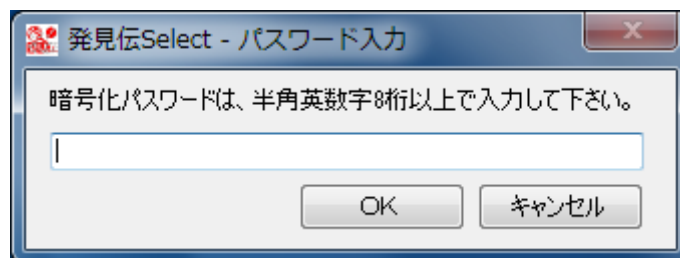 発見伝Select - パスワード入力
暗号化パスワードは、半角英数字8桁以上で入力して下さい。
OK
キャンセル